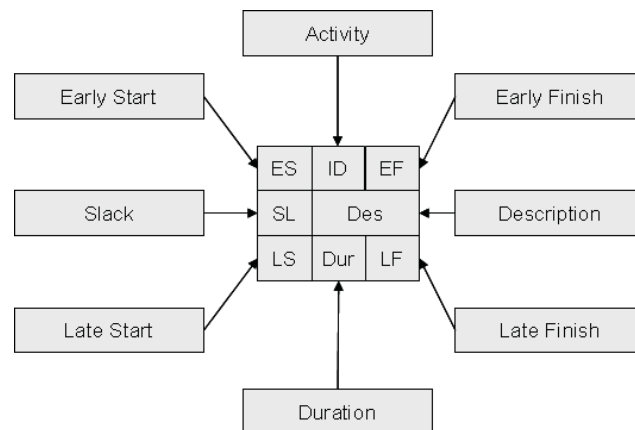 Activity
Early Start
Early Finish
ES ID EF
Slack
SL Des
Description
LS Dur LF
Late Start
Late Finish
Duration